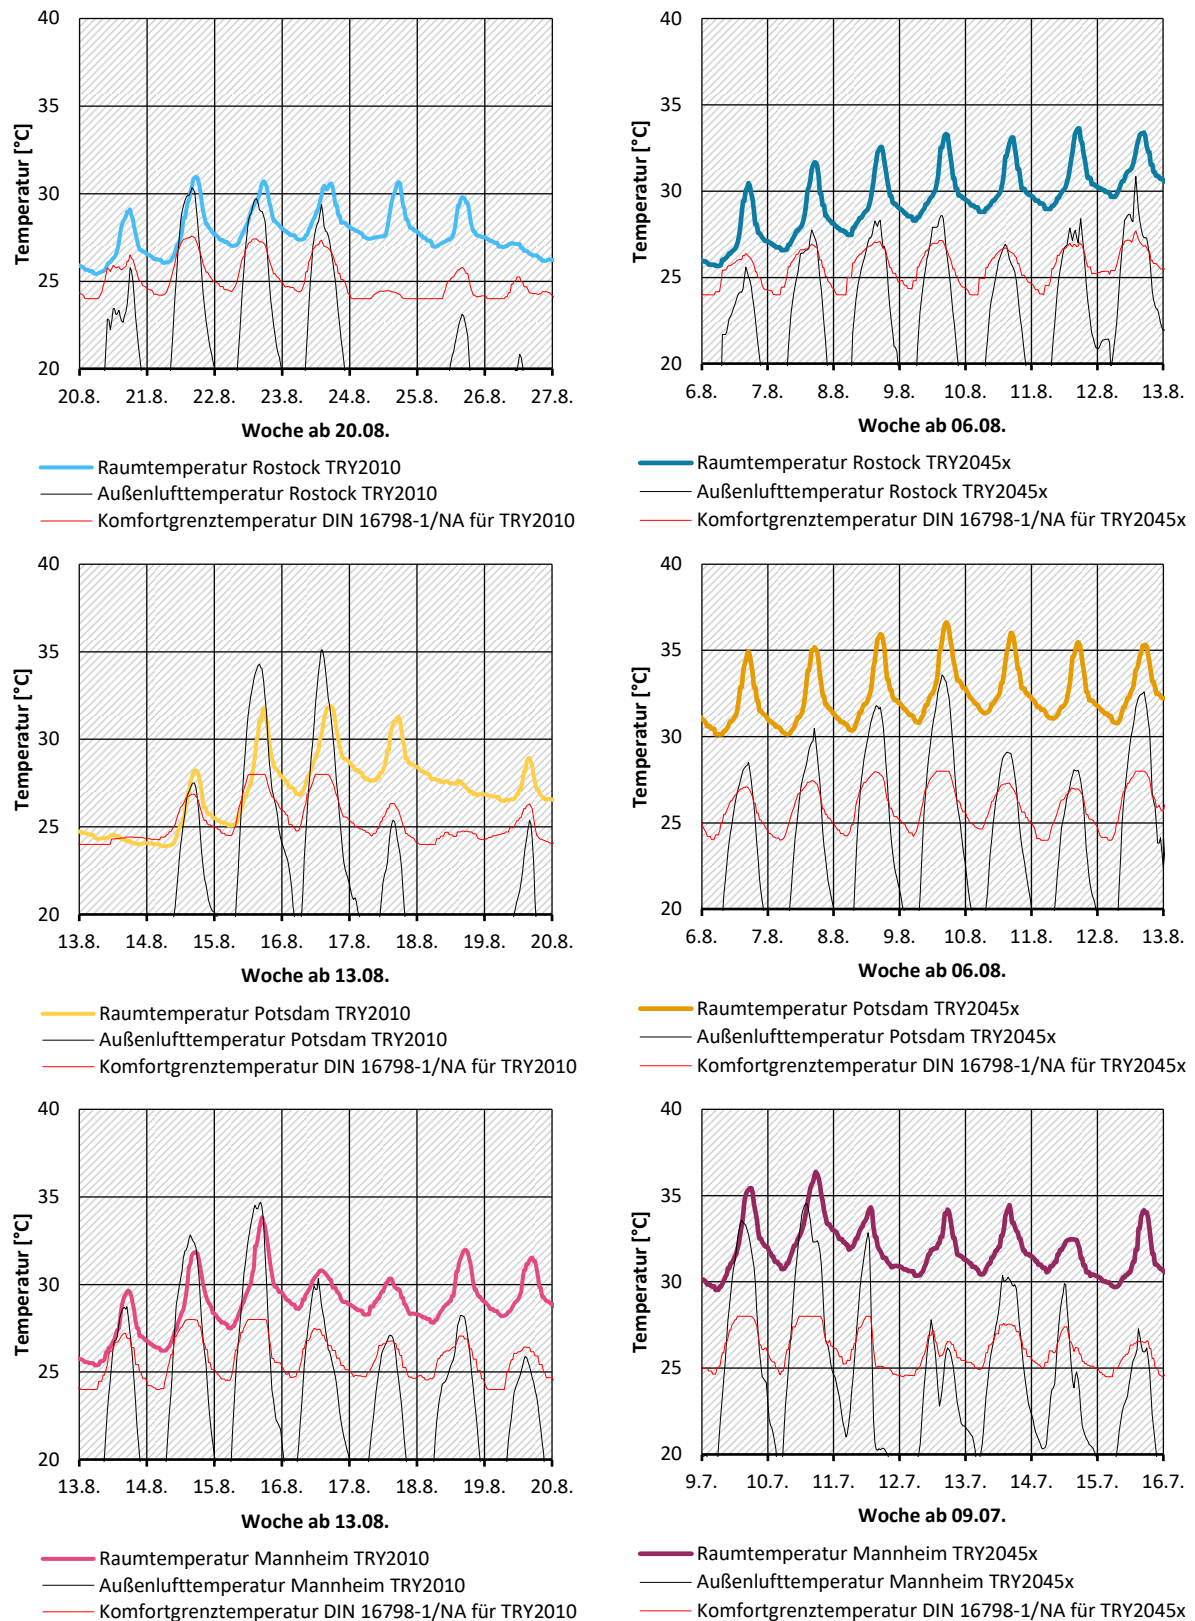 40
35
30
25
20
Temperatur [°C]
20.8. 21.8. 22.8. 23.8. 24.8. 25.8. 26.8. 27.8.
Woche ab 20.08.
Raumtemperatur Rostock TRY2010
Außenlufttemperatur Rostock TRY2010
Komfortgrenztemperatur DIN 16798-1/NA für TRY2010
40
35
30
25
20
Temperatur [°C]
6.8. 7.8. 8.8. 9.8. 10.8. 11.8. 12.8. 13.8.
Woche ab 06.08.
Raumtemperatur Rostock TRY2045x
Außenlufttemperatur Rostock TRY2045x
Komfortgrenztemperatur DIN 16798-1/NA für TRY2045x
40
35
30
25
20
Temperatur [°C]
13.8. 14.8. 15.8. 16.8. 17.8. 18.8. 19.8. 20.8.
Woche ab 13.08.
Raumtemperatur Potsdam TRY2010
Außenlufttemperatur Potsdam TRY2010
Komfortgrenztemperatur DIN 16798-1/NA für TRY2010
40
35
30
25
20
Temperatur [°C]
6.8. 7.8. 8.8. 9.8. 10.8. 11.8. 12.8. 13.8.
Woche ab 06.08.
Raumtemperatur Potsdam TRY2045x
Außenlufttemperatur Potsdam TRY2045x
Komfortgrenztemperatur DIN 16798-1/NA für TRY2045x
40
35
30
25
20
Temperatur [°C]
13.8. 14.8. 15.8. 16.8. 17.8. 18.8. 19.8. 20.8.
Woche ab 13.08.
Raumtemperatur Mannheim TRY2010
Außenlufttemperatur Mannheim TRY2010
Komfortgrenztemperatur DIN 16798-1/NA für TRY2010
40
35
30
25
20
Temperatur [°C]
9.7. 10.7. 11.7. 12.7. 13.7. 14.7. 15.7. 16.7.
Woche ab 09.07.
Raumtemperatur Mannheim TRY2045x
Außenlufttemperatur Mannheim TRY2045x
Komfortgrenztemperatur DIN 16798-1/NA für TRY2045x